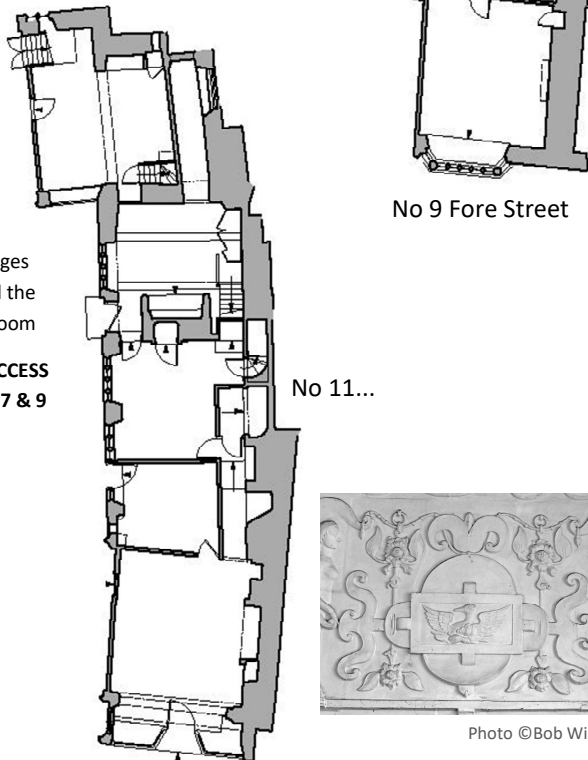 No 9 Fore Street
ges
the
oom
CCESS
7 & 9
No 11...
Photo ©Bob Wi